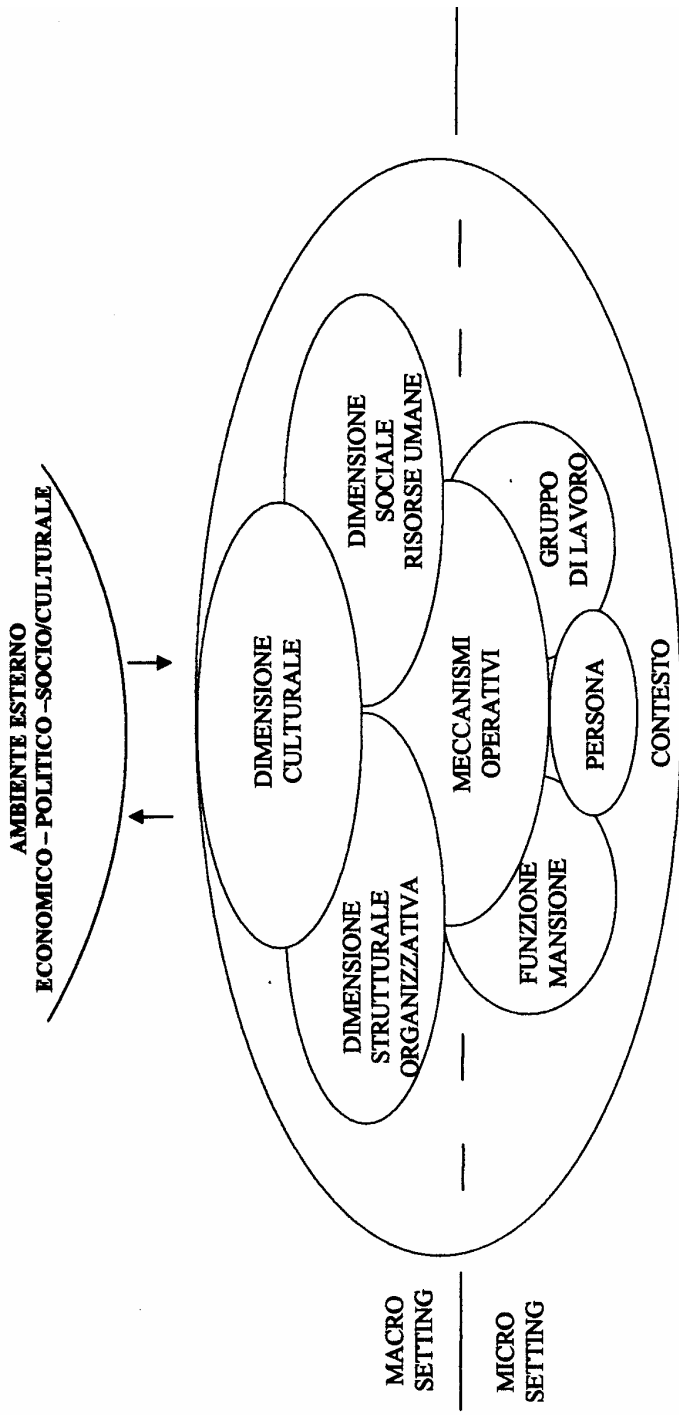 AMBIENTE ESTERNO
ECONOMICO – POLITICO –SOCIO/CULTURALE
DIMENSIONE
CULTURALE
DIMENSIONE
STRUTTURALE
ORGANIZZATIVA
DIMENSIONE
SOCIALE
RISORSE UMANE
MACRO
SETTING
MECCANISMI
OPERATIVI
MICRO
SETTING
FUNZIONE
MANSIONE
GRUPPO
DI LAVORO
PERSONA
CONTESTO